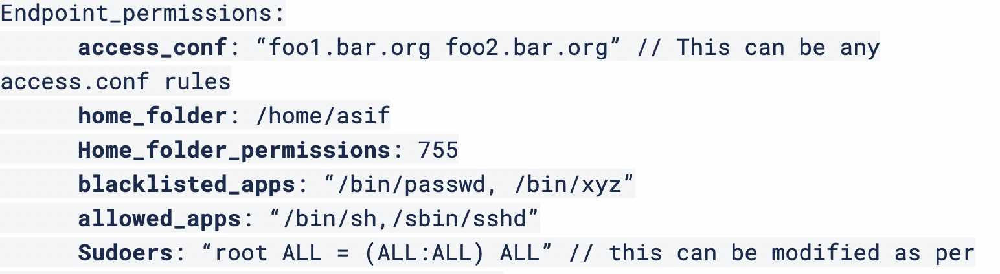 Endpoint_permissions:
access_conf: “foo1.bar.org foo2.bar.org” // This can be any
access.conf rules
home_folder: /home/asif
Home_folder_permissions: 755
blacklisted_apps: “/bin/passwd, /bin/xyz”
allowed_apps: “/bin/sh,/sbin/sshd”
Sudoers: “root ALL = (ALL:ALL) ALL” // this can be modified as per